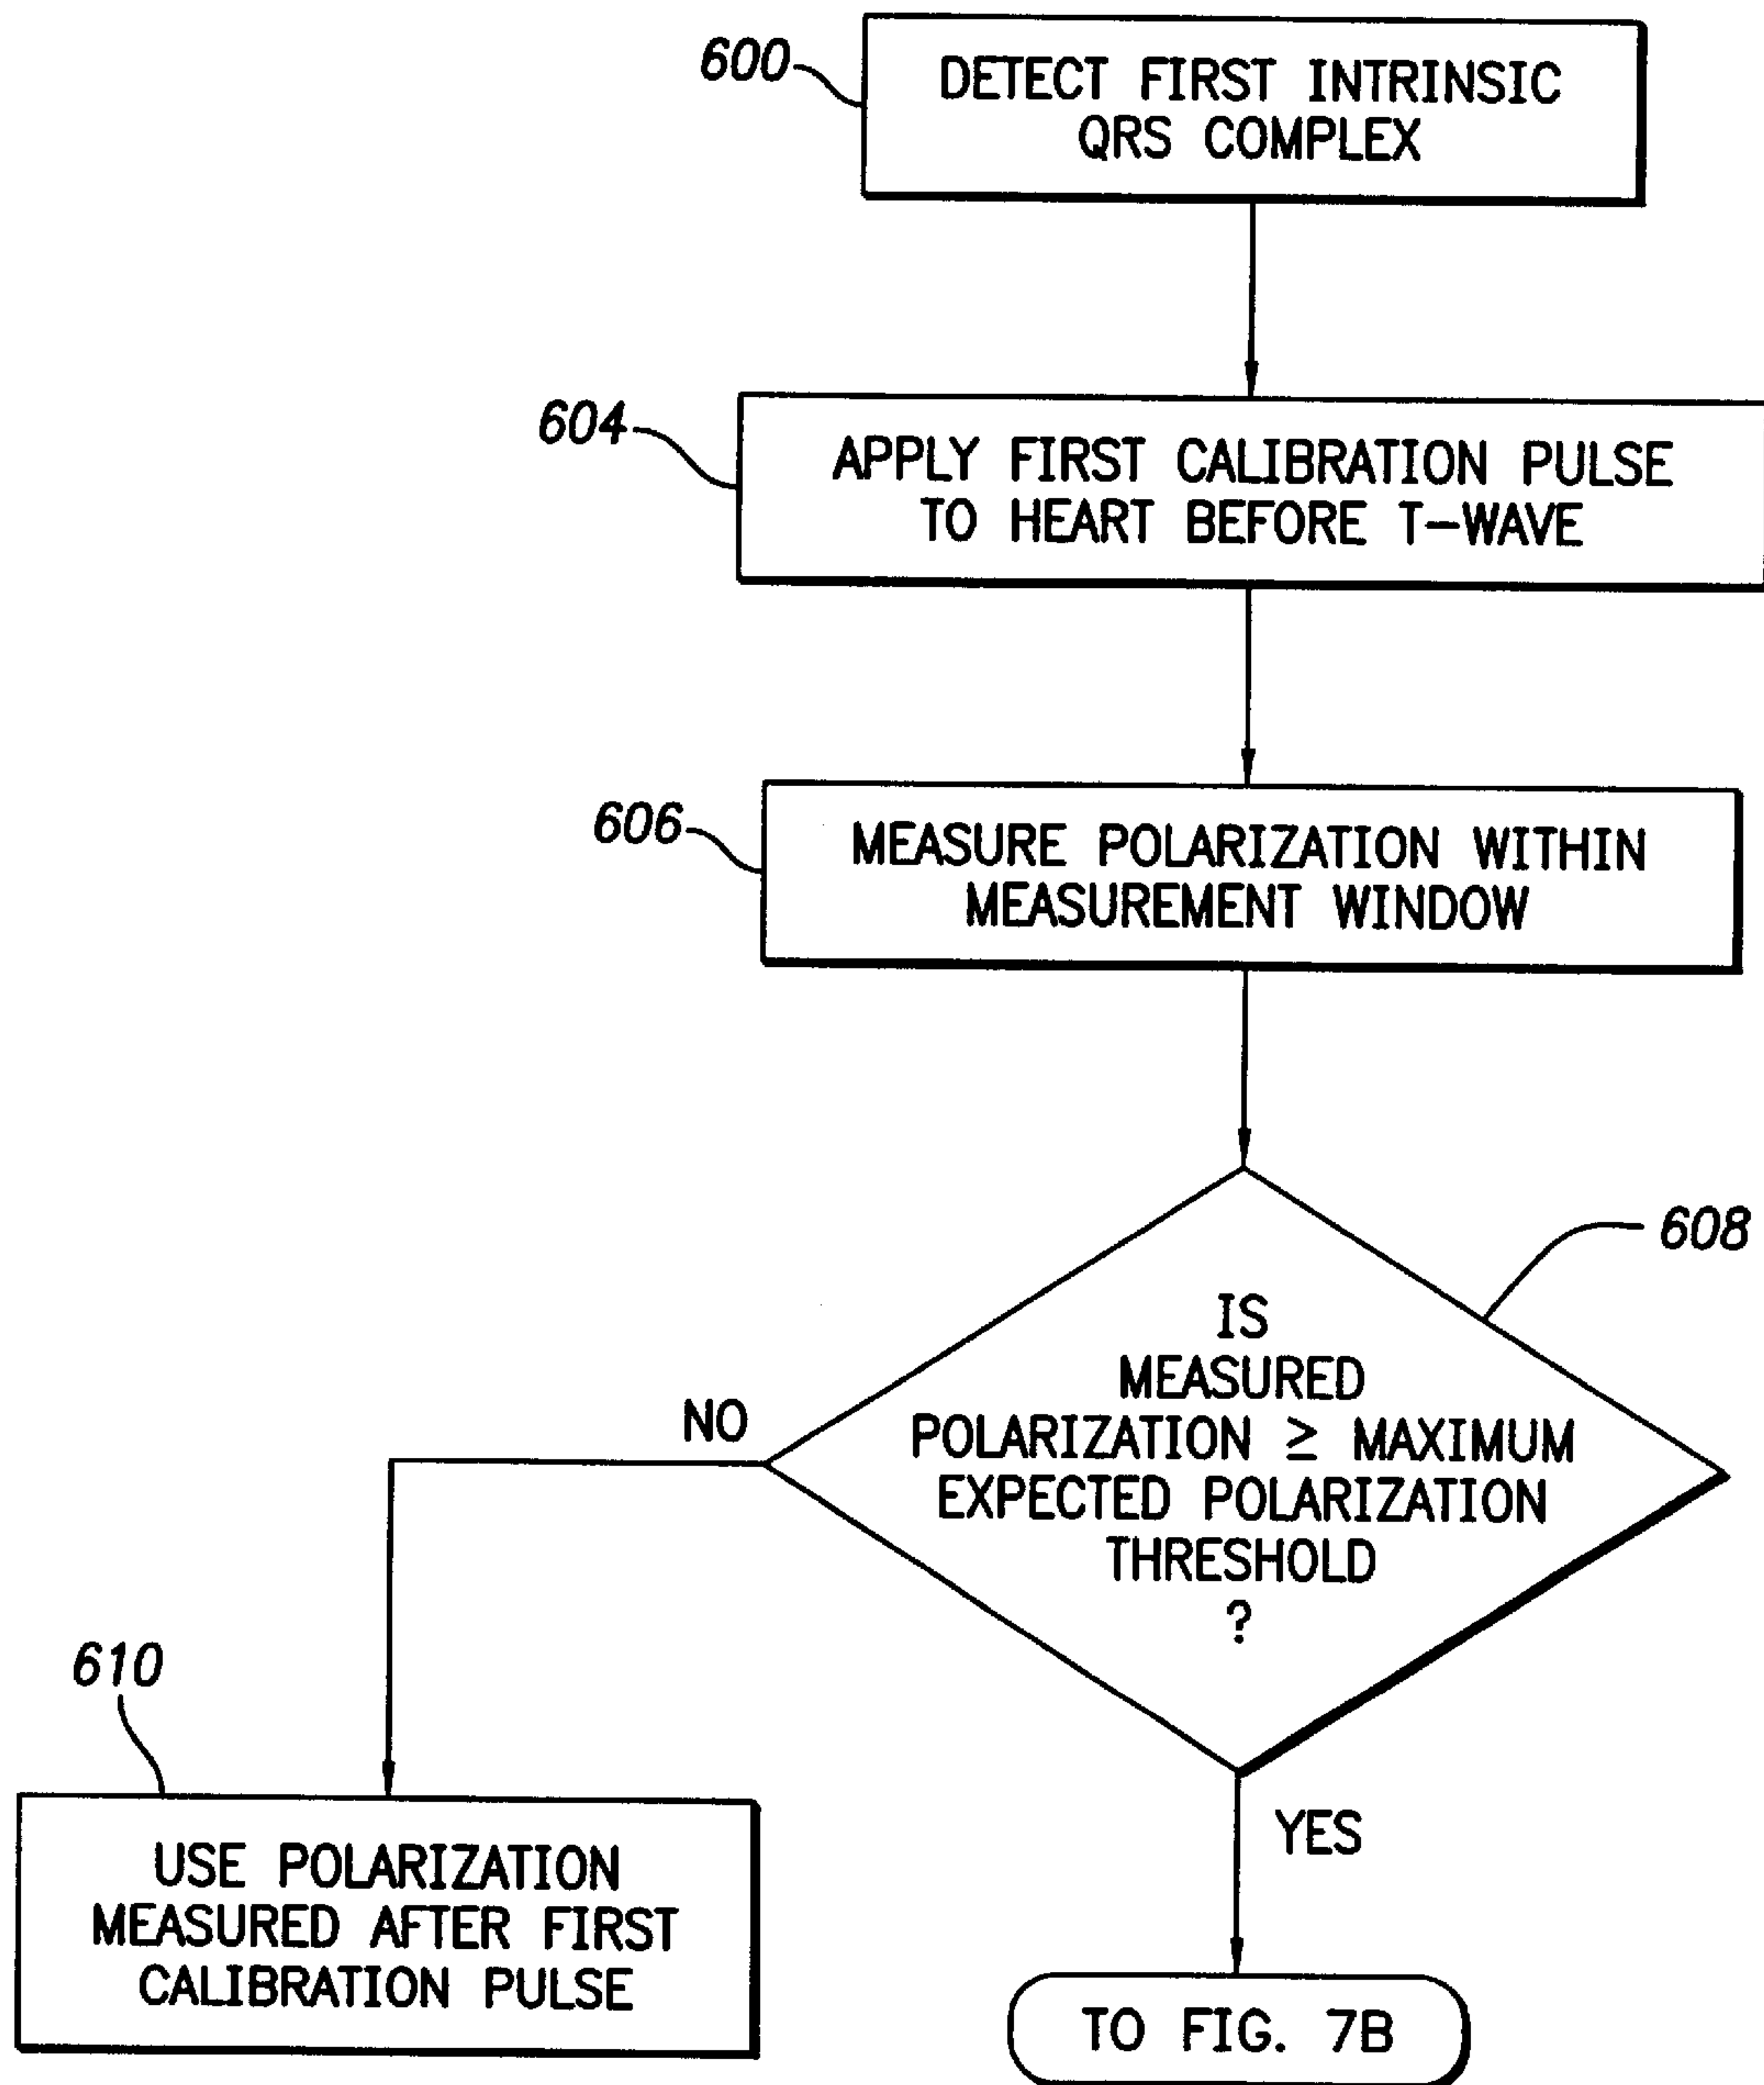 600
DETECT FIRST INTRINSIC
QRS COMPLEX
604
APPLY FIRST CALIBRATION PULSE
TO HEART BEFORE T-WAVE
606
MEASURE POLARIZATION WITHIN
MEASUREMENT WINDOW
608
IS
MEASURED
POLARIZATION ≥ MAXIMUM
EXPECTED POLARIZATION
THRESHOLD
?
NO
YES
610
USE POLARIZATION
MEASURED AFTER FIRST
CALIBRATION PULSE
TO FIG. 7B